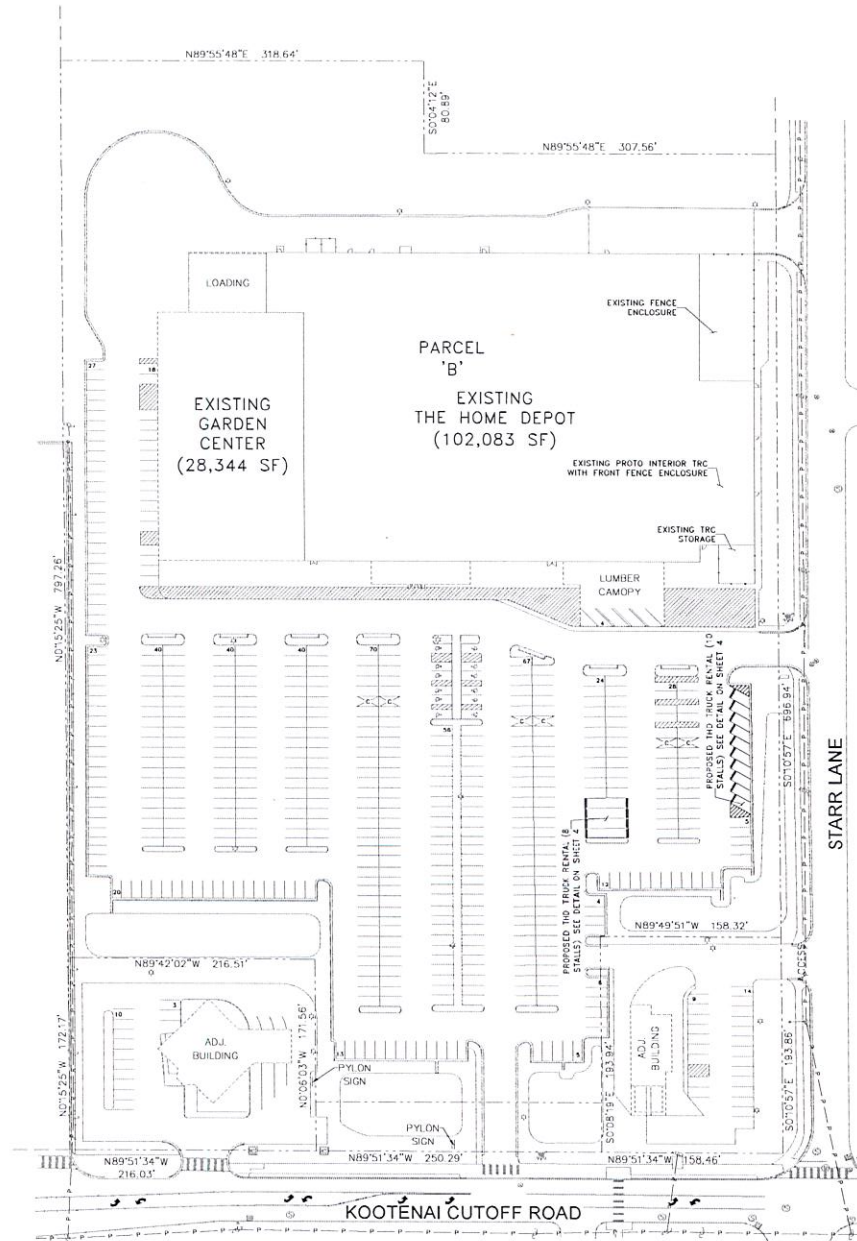 N89°55'48"E 318.64'
S0°04'12"E
80.89'
N89°55'48"E 307.56'
LOADING
EXISTING FENCE
ENCLOSURE
PARCEL
'B'
EXISTING
THE HOME DEPOT
(102,083 SF)
EXISTING
GARDEN
CENTER
(28,344 SF)
27
18
EXISTING PROTO INTERIOR TRC
WITH FRONT FENCE ENCLOSURE
EXISTING TRC
STORAGE
LUMBER
CANOPY
4
N0°15'25"W 797.26'
23
40
40
40
70
67
24
28
C C
C C
C C
58
PROPOSED THD TRUCK RENTAL (10
STALLS) SEE DETAIL ON SHEET 4
S0°10'57"E 696.94'
STARR LANE
5
PROPOSED THD TRUCK RENTAL (8
STALLS) SEE DETAIL ON SHEET 4
20
12
4
N89°49'51"W 158.32'
N89°42'02"W 216.51'
ACCESS
6
9
14
10
3
ADJ.
BUILDING
N0°15'25"W 172.17'
N0°06'03"W 171.56'
13
5
PYLON
SIGN
PYLON
SIGN
S0°08'19"E 193.94'
ADJ.
BUILDING
S0°10'57"E 193.86'
N89°51'34"W
216.03'
N89°51'34"W 250.29'
N89°51'34"W 158.46'
KOOTENAI CUTOFF ROAD